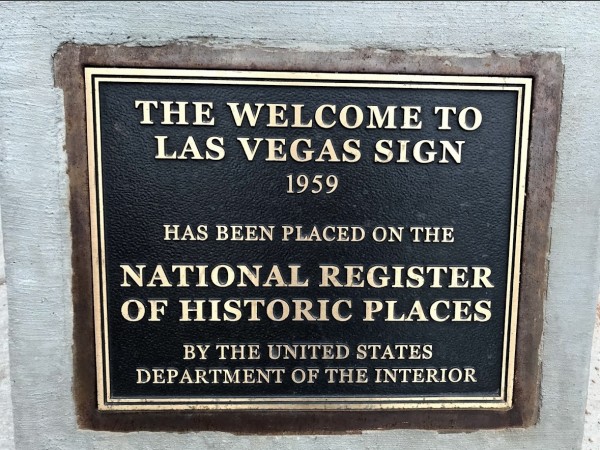 THE WELCOME TO
LAS VEGAS SIGN
1959
HAS BEEN PLACED ON THE
NATIONAL REGISTER
OF HISTORIC PLACES
BY THE UNITED STATES
DEPARTMENT OF THE INTERIOR